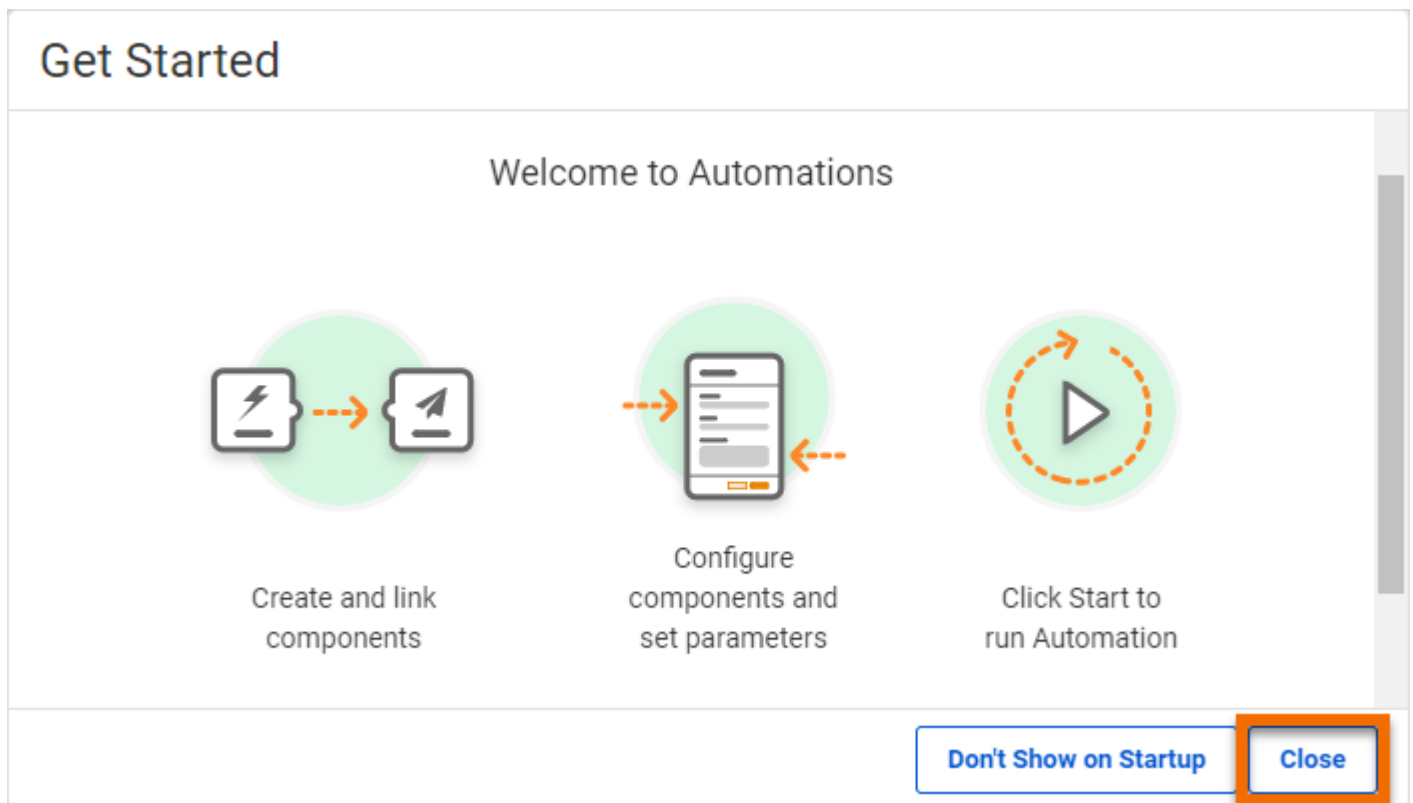 Get Started
Welcome to Automations
Create and link
components
Configure
components and
set parameters
Click Start to
run Automation
Don't Show on Startup
Close